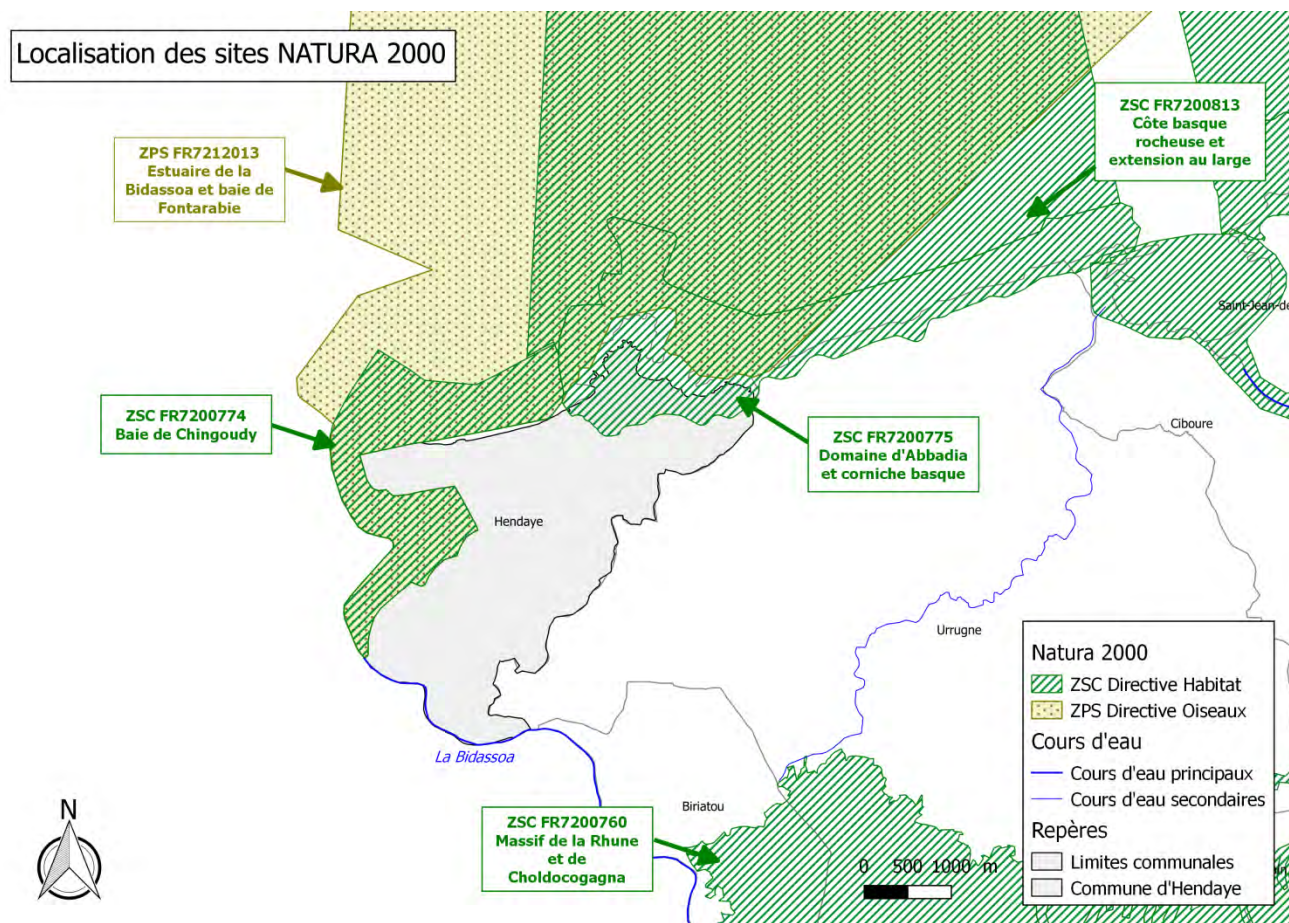 Localisation des sites NATURA 2000
ZPS FR7212013
Estuaire de la
Bidassoa et baie de
Fontarabie
ZSC FR7200813
Côte basque
rocheuse et
extension au large
Saint-Jean-de
ZSC FR7200774
Baie de Chingoudy
ZSC FR7200775
Domaine d'Abbadia
et corniche basque
Ciboure
Hendaye
Urrugne
La Bidassoa
Biriatou
ZSC FR7200760
Massif de la Rhune
et de
Choldocogagna
N
0 500 1000 m
Natura 2000
ZSC Directive Habitat
ZPS Directive Oiseaux
Cours d'eau
Cours d'eau principaux
Cours d'eau secondaires
Repères
Limites communales
Commune d'Hendaye